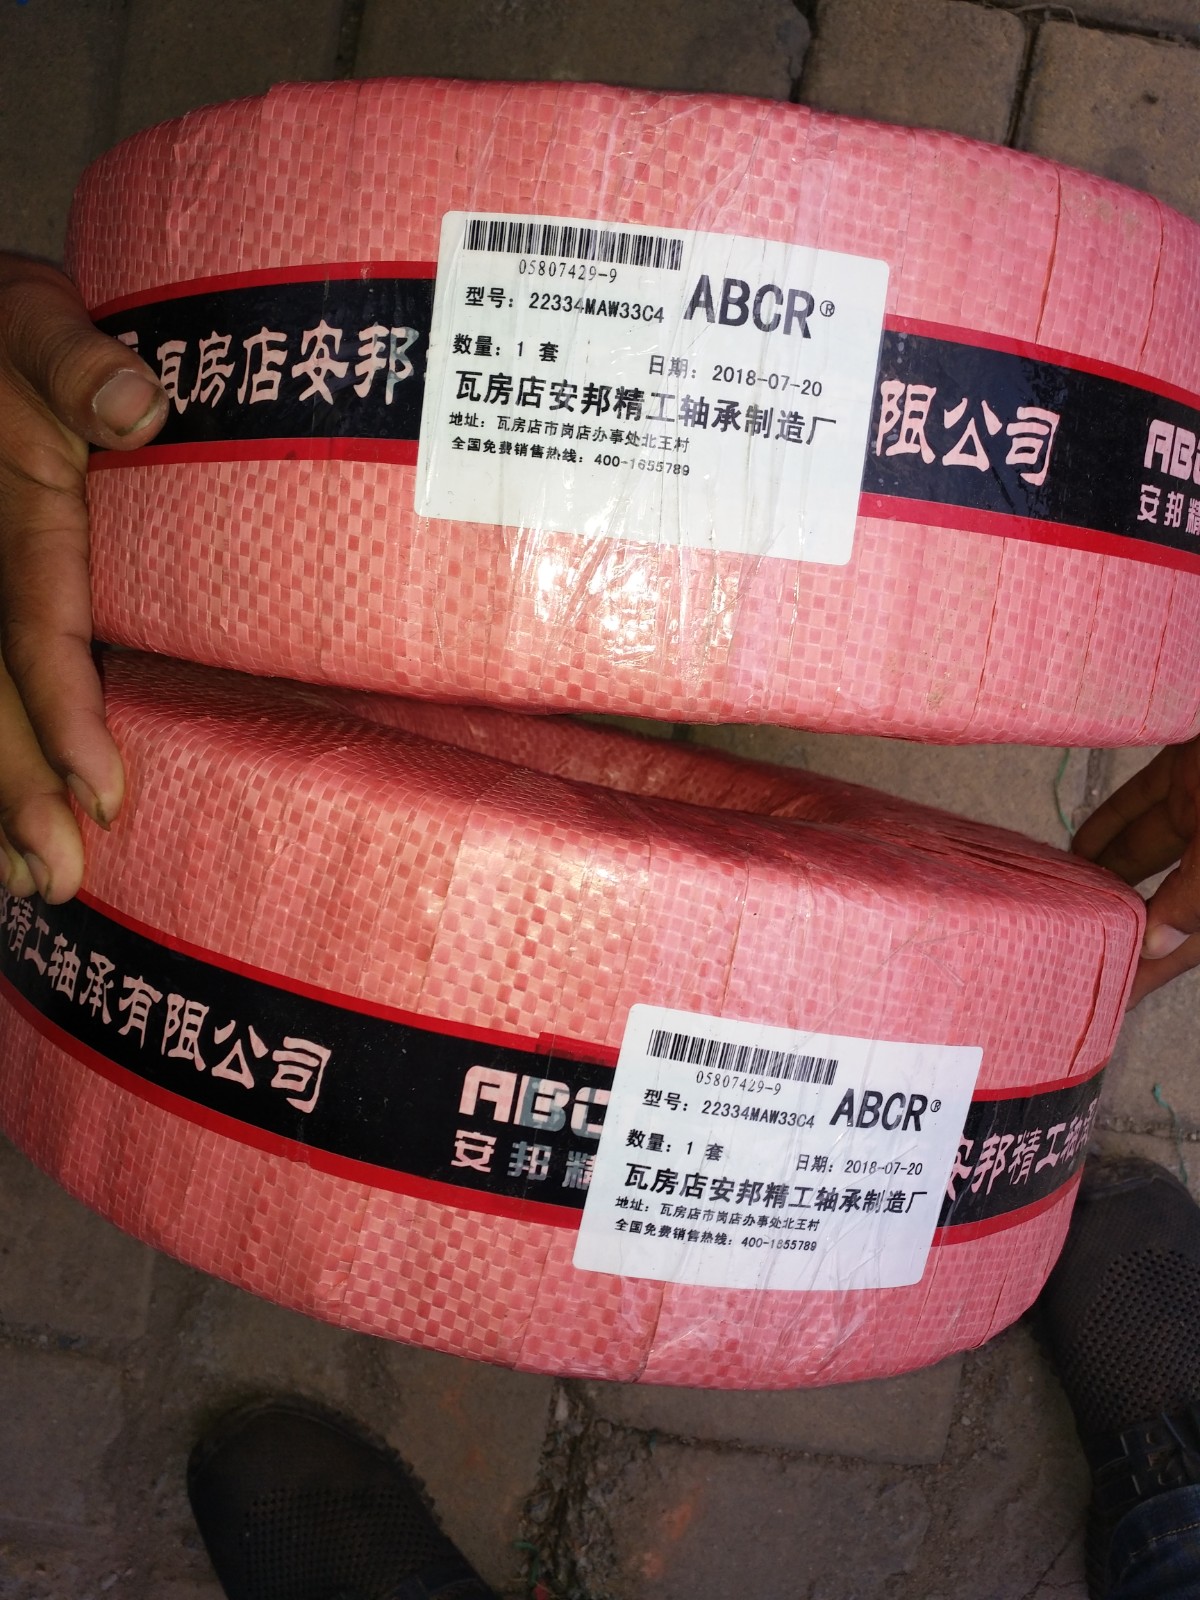 05807429-9
型号：22334MAW33C4 ABCR®
数量：1 套 日期：2018-07-20
瓦房店安邦精工轴承制造厂
地址：瓦房店市岗店办事处北王村
全国免费销售热线：400-1655789
瓦房店安邦
限公司
安邦精
05807429-9
型号：22334MAW33C4 ABCR®
数量：1 套 日期：2018-07-20
瓦房店安邦精工轴承制造厂
地址：瓦房店市岗店办事处北王村
全国免费销售热线：400-1655789
精工轴承有限公司
ABC
安邦精
安邦精工轴